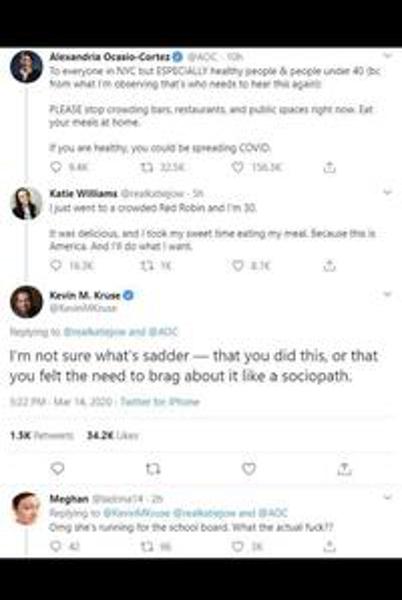 Alexandria Ocasio-Cortez @AOC · 10h
To everyone in NYC but ESPECIALLY healthy people & people under 40 (bc
from what I'm observing that's who needs to hear this again):
PLEASE stop crowding bars, restaurants, and public spaces right now. Eat
your meals at home.
If you are healthy, you could be spreading COVID.
9.4K 32.5K 156.5K
Katie Williams @realkatiejow · 5h
I just went to a crowded Red Robin and I'm 30.
It was delicious, and I took my sweet time eating my meal. Because this is
America. And I'll do what I want.
16.3K 1K 8.1K
Kevin M. Kruse
@KevinMKruse
Replying to @realkatiejow and @AOC
I'm not sure what's sadder — that you did this, or that
you felt the need to brag about it like a sociopath.
5:22 PM · Mar 14, 2020 · Twitter for iPhone
1.5K Retweets 34.2K Likes
Meghan · 2h
Replying to @KevinMKruse @realkatiejow and @AOC
Omg she's running for the school board. What the actual fuck??
42 96 3K